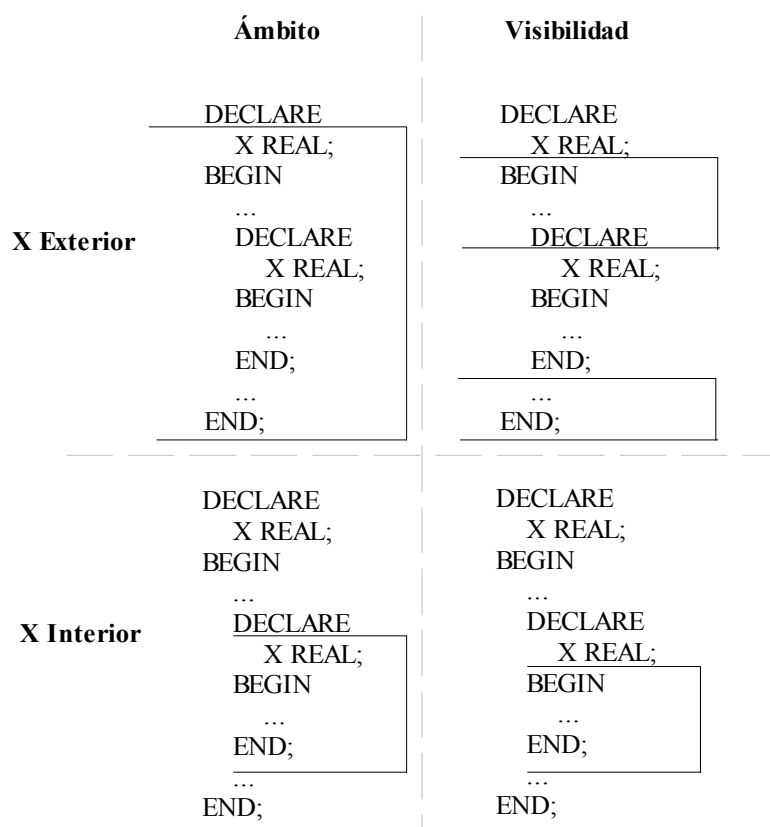 Ámbito
Visibilidad
X Exterior
DECLARE
X REAL;
BEGIN
...
DECLARE
X REAL;
BEGIN
...
END;
...
END;
DECLARE
X REAL;
BEGIN
...
DECLARE
X REAL;
BEGIN
...
END;
...
END;
X Interior
DECLARE
X REAL;
BEGIN
...
DECLARE
X REAL;
BEGIN
...
END;
...
END;
DECLARE
X REAL;
BEGIN
...
DECLARE
X REAL;
BEGIN
...
END;
...
END;